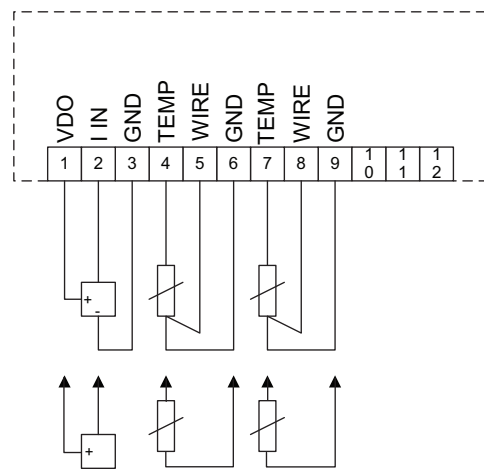 VDO
I IN
GND
TEMP
WIRE
GND
TEMP
WIRE
GND
1 2 3 4 5 6 7 8 9 10 11 12
+
-
+